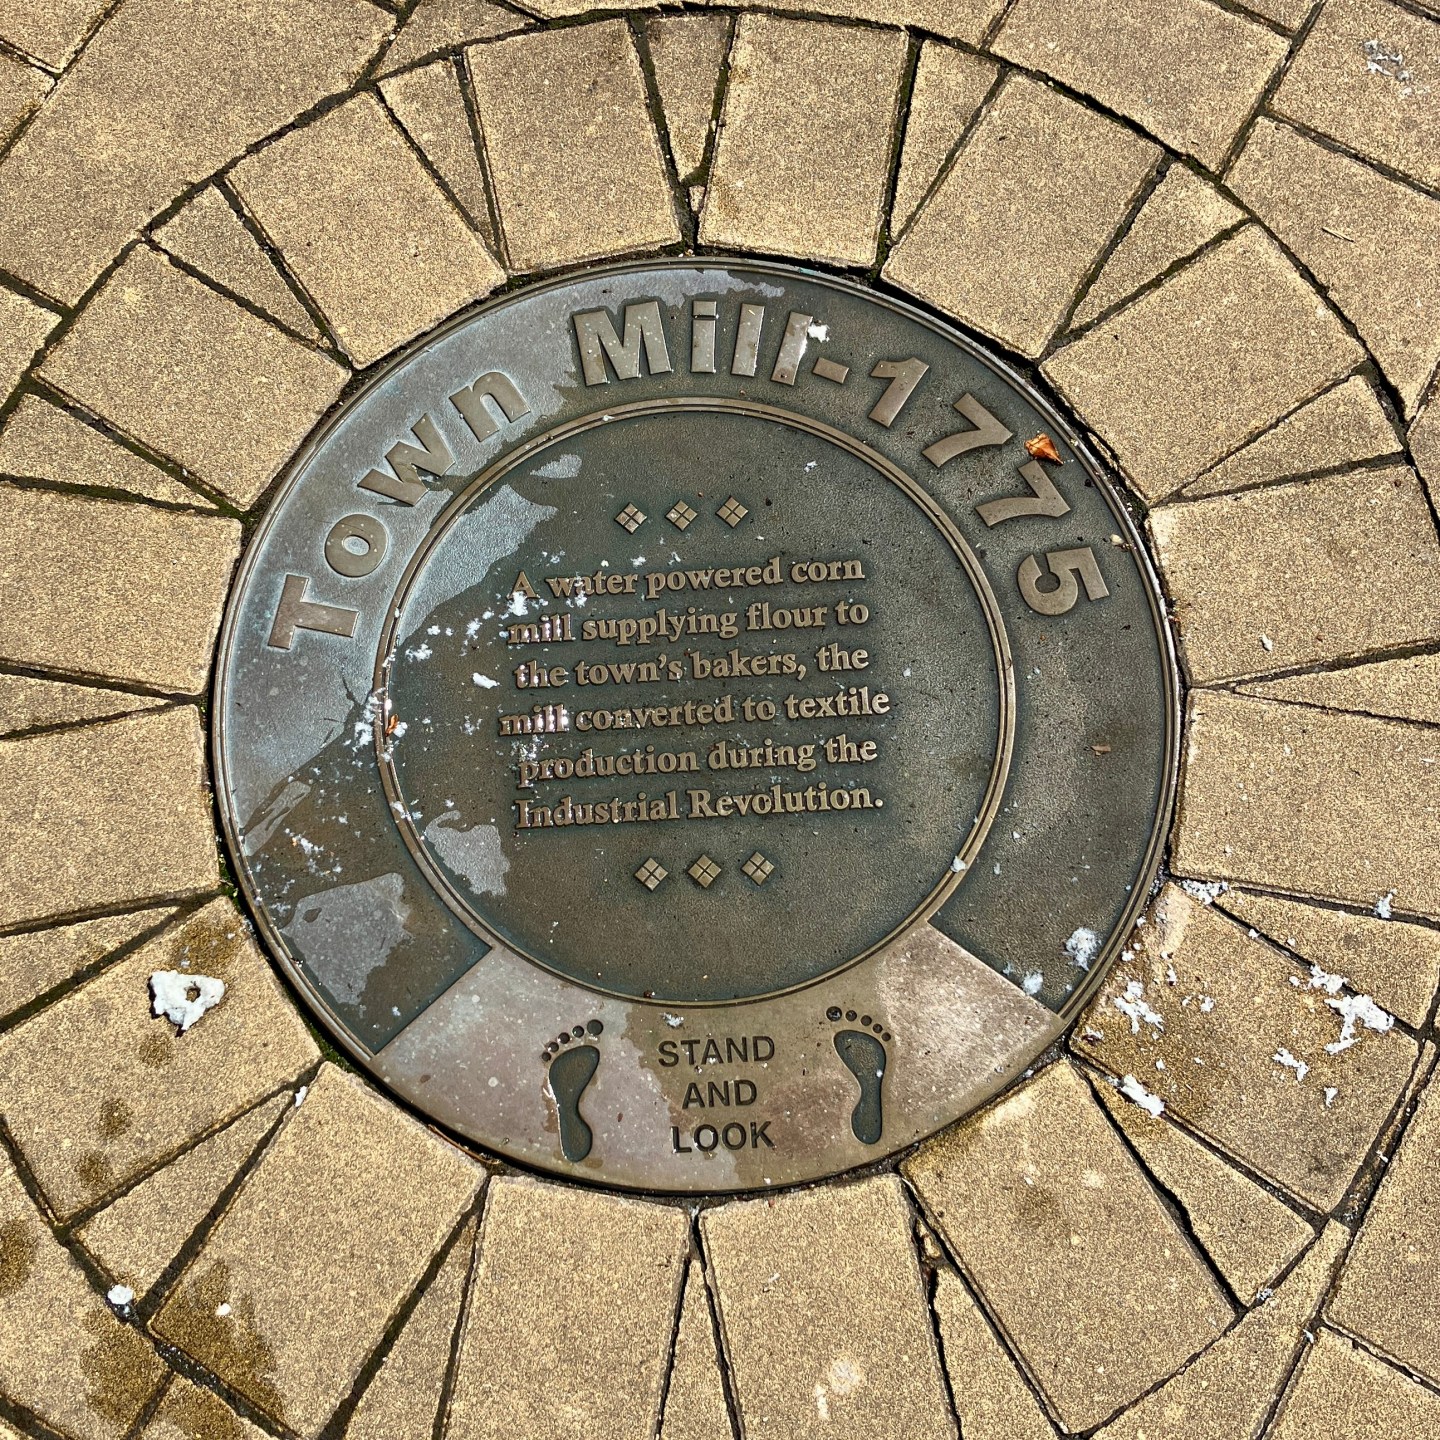 Town Mill-1775
A water powered corn
mill supplying flour to
the town's bakers, the
mill converted to textile
production during the
Industrial Revolution.
STAND
AND
LOOK